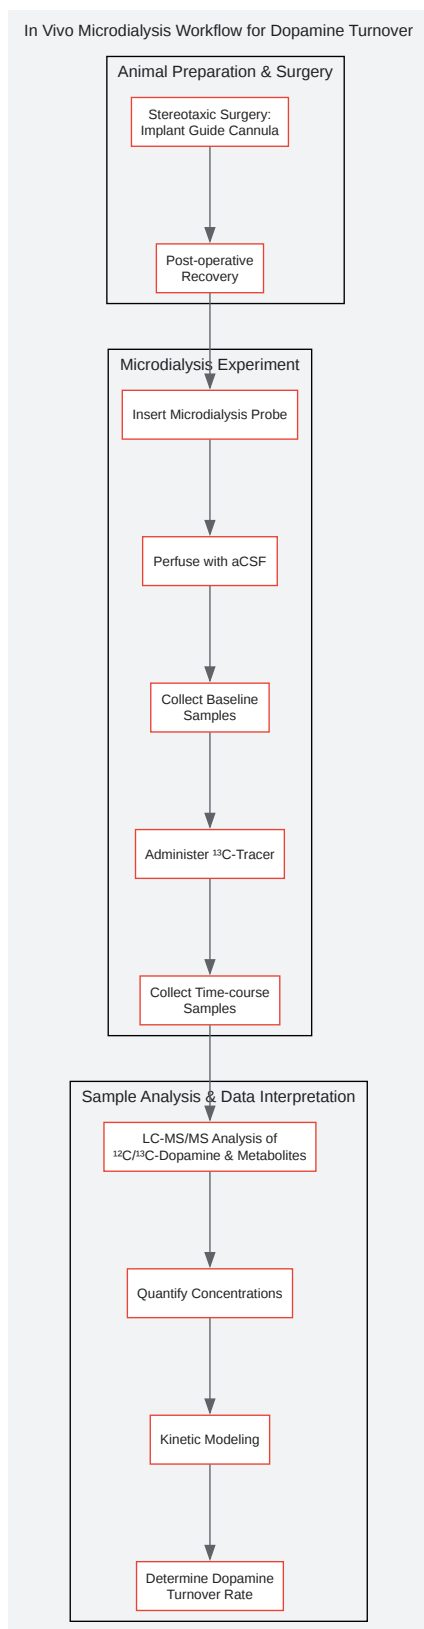 In Vivo Microdialysis Workflow for Dopamine Turnover
Animal Preparation & Surgery
Stereotaxic Surgery:
Implant Guide Cannula
Post-operative
Recovery
Microdialysis Experiment
Insert Microdialysis Probe
Perfuse with aCSF
Collect Baseline
Samples
Administer ¹³C-Tracer
Collect Time-course
Samples
Sample Analysis & Data Interpretation
LC-MS/MS Analysis of
¹²C/¹³C-Dopamine & Metabolites
Quantify Concentrations
Kinetic Modeling
Determine Dopamine
Turnover Rate